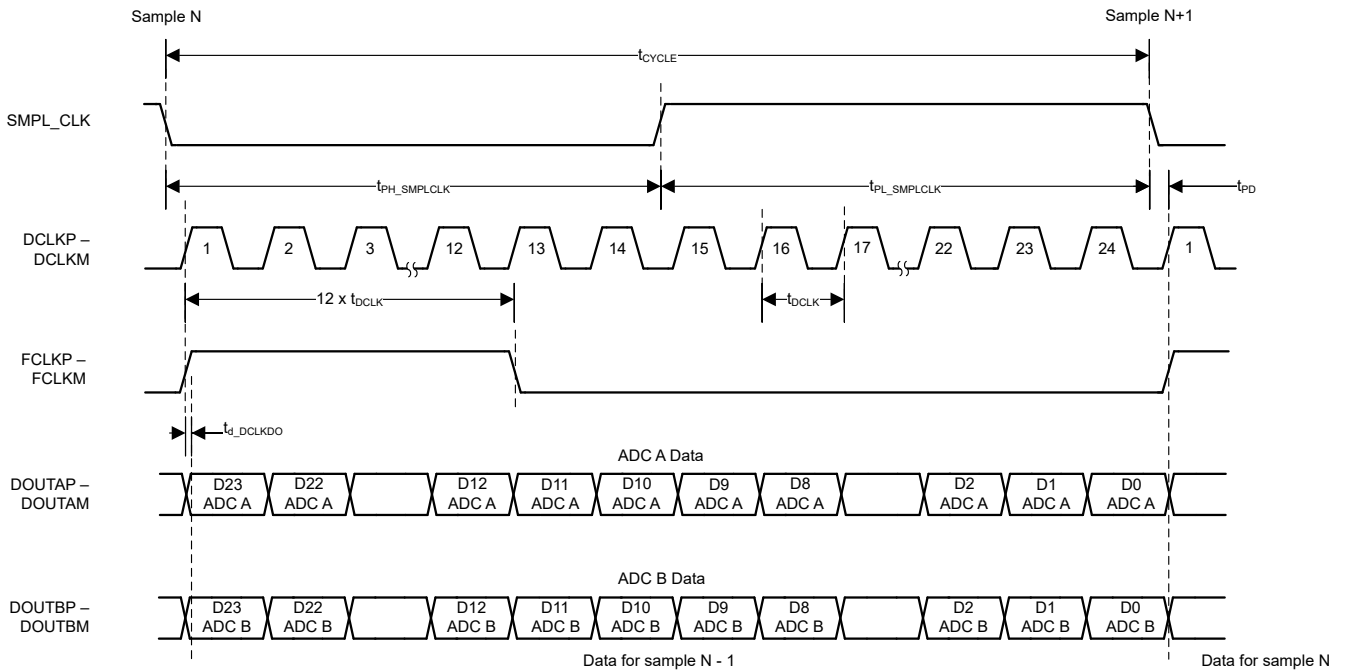 Sample N
Sample N+1
tCYCLE
SMPL_CLK
tPH_SMPLCLK
tPL_SMPLCLK
tPD
DCLKP –
DCLKM
1 2 3 12 13 14 15 16 17 22 23 24 1
12 x tDCLK
tDCLK
FCLKP –
FCLKM
td_DCLKDO
ADC A Data
DOUTAP –
DOUTAM
D23 D22 D12 D11 D10 D9 D8 D2 D1 D0
ADC A ADC A ADC A ADC A ADC A ADC A ADC A ADC A ADC A ADC A
ADC B Data
DOUTBP –
DOUTBM
D23 D22 D12 D11 D10 D9 D8 D2 D1 D0
ADC B ADC B ADC B ADC B ADC B ADC B ADC B ADC B ADC B ADC B
Data for sample N - 1
Data for sample N